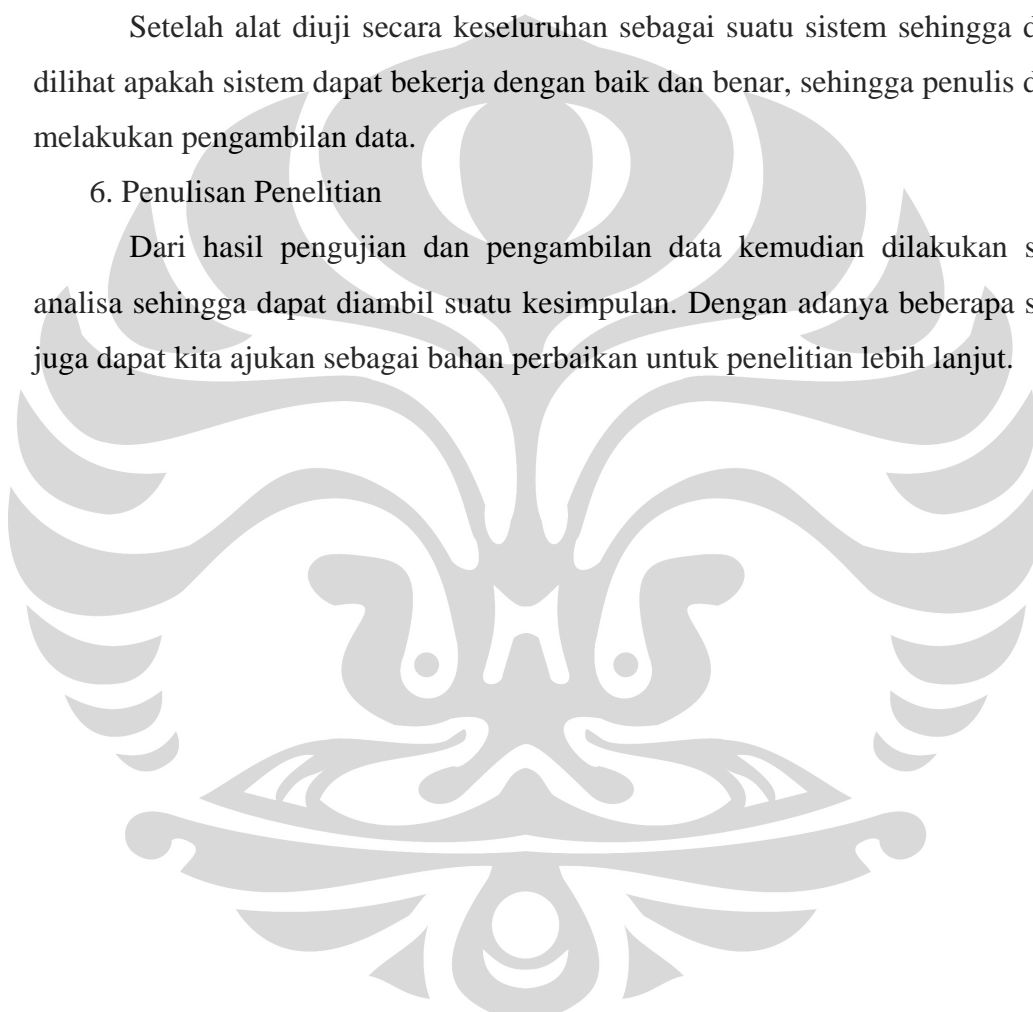 Setelah alat diuji secara keseluruhan sebagai suatu sistem sehingga
dilihat apakah sistem dapat bekerja dengan baik dan benar, sehingga penulis
melakukan pengambilan data.
6. Penulisan Penelitian
Dari hasil pengujian dan pengambilan data kemudian dilakukan
analisa sehingga dapat diambil suatu kesimpulan. Dengan adanya beberapa
juga dapat kita ajukan sebagai bahan perbaikan untuk penelitian lebih lanjut.